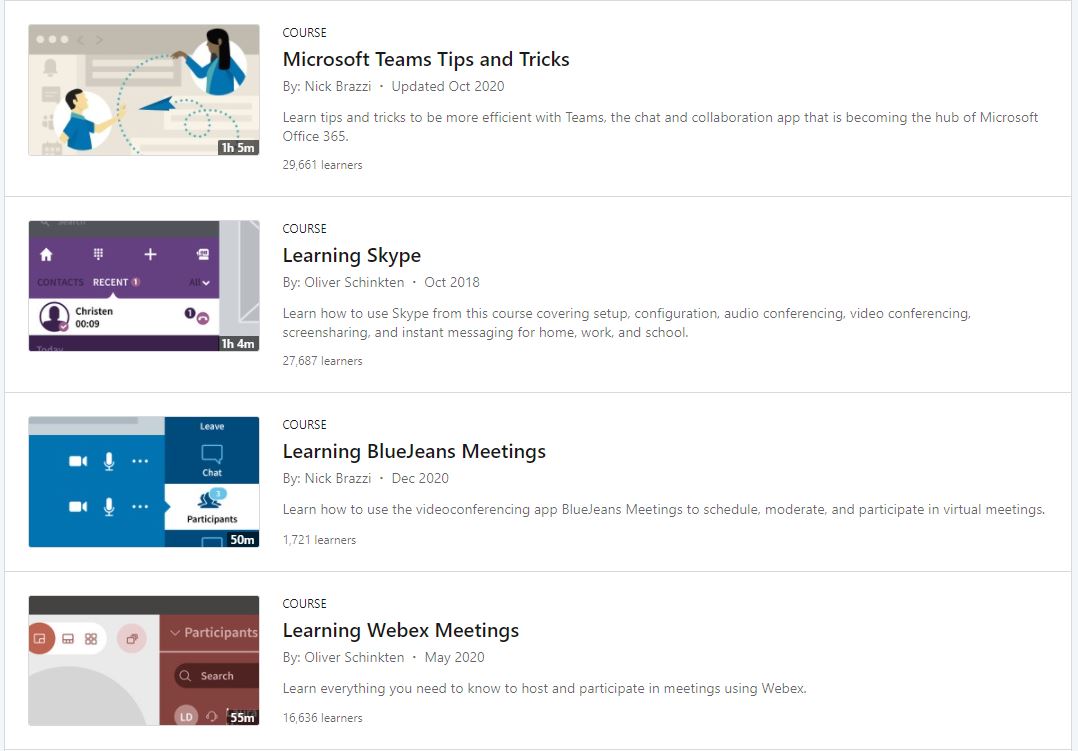 COURSE
Microsoft Teams Tips and Tricks
By: Nick Brazzi • Updated Oct 2020
Learn tips and tricks to be more efficient with Teams, the chat and collaboration app that is becoming the hub of Microsoft
Office 365.
1h 5m
29,661 learners
Search
CONTACTS RECENT 1 All
Christen 1
00:09
Today
1h 4m
COURSE
Learning Skype
By: Oliver Schinkten • Oct 2018
Learn how to use Skype from this course covering setup, configuration, audio conferencing, video conferencing,
screensharing, and instant messaging for home, work, and school.
27,687 learners
Leave
Chat
3
Participants
50m
COURSE
Learning BlueJeans Meetings
By: Nick Brazzi • Dec 2020
Learn how to use the videoconferencing app BlueJeans Meetings to schedule, moderate, and participate in virtual meetings.
1,721 learners
Participants
Search
LD
55m
COURSE
Learning Webex Meetings
By: Oliver Schinkten • May 2020
Learn everything you need to know to host and participate in meetings using Webex.
16,636 learners